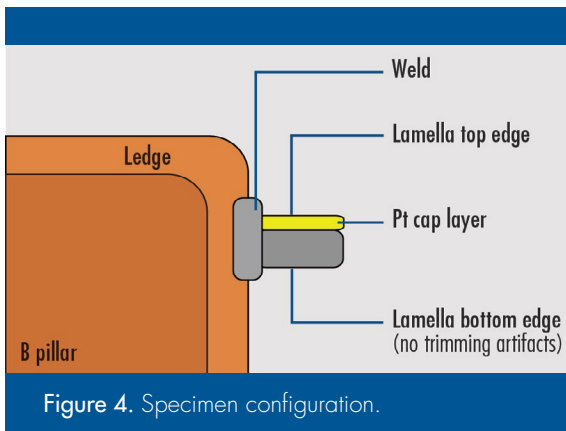 Weld
Ledge
Lamella top edge
Pt cap layer
Lamella bottom edge
(no trimming artifacts)
B pillar
Figure 4. Specimen configuration.